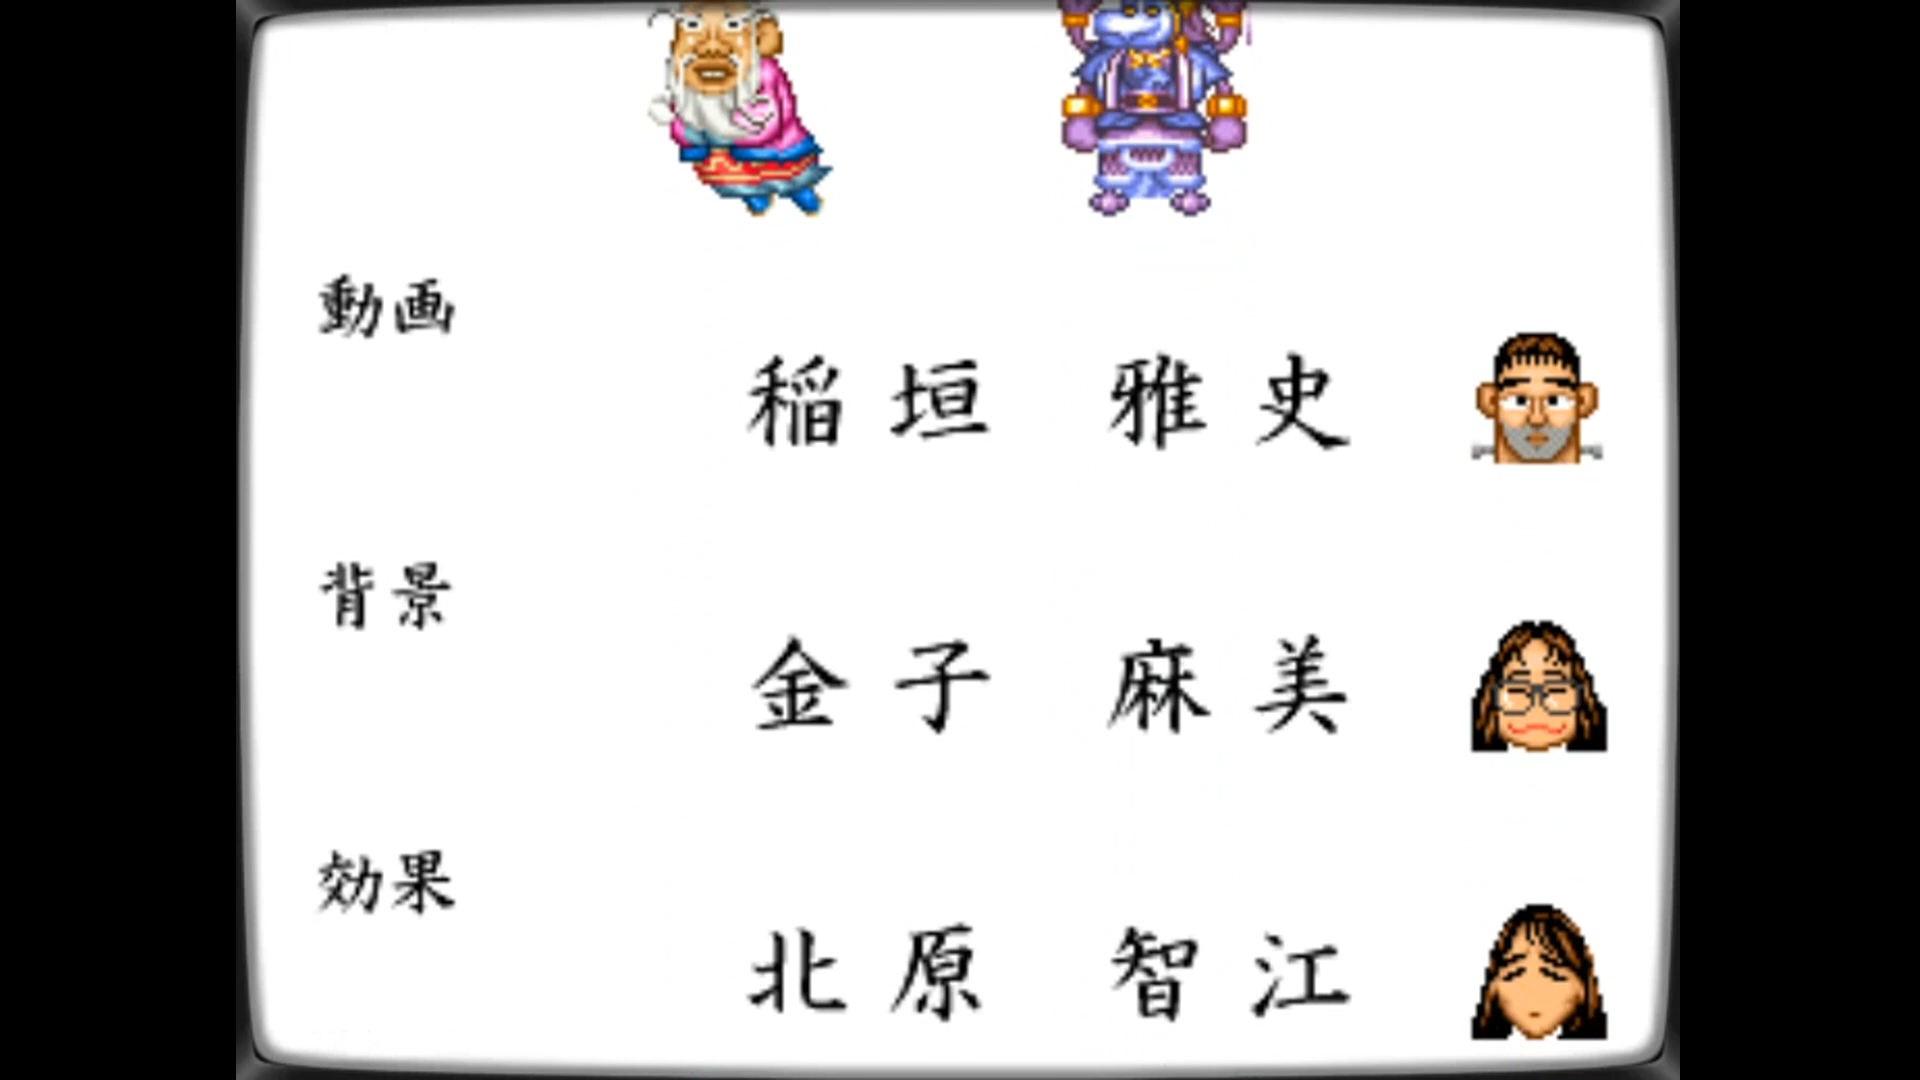 動画
稲垣 雅史
背景
金子 麻美
効果
北原 智江